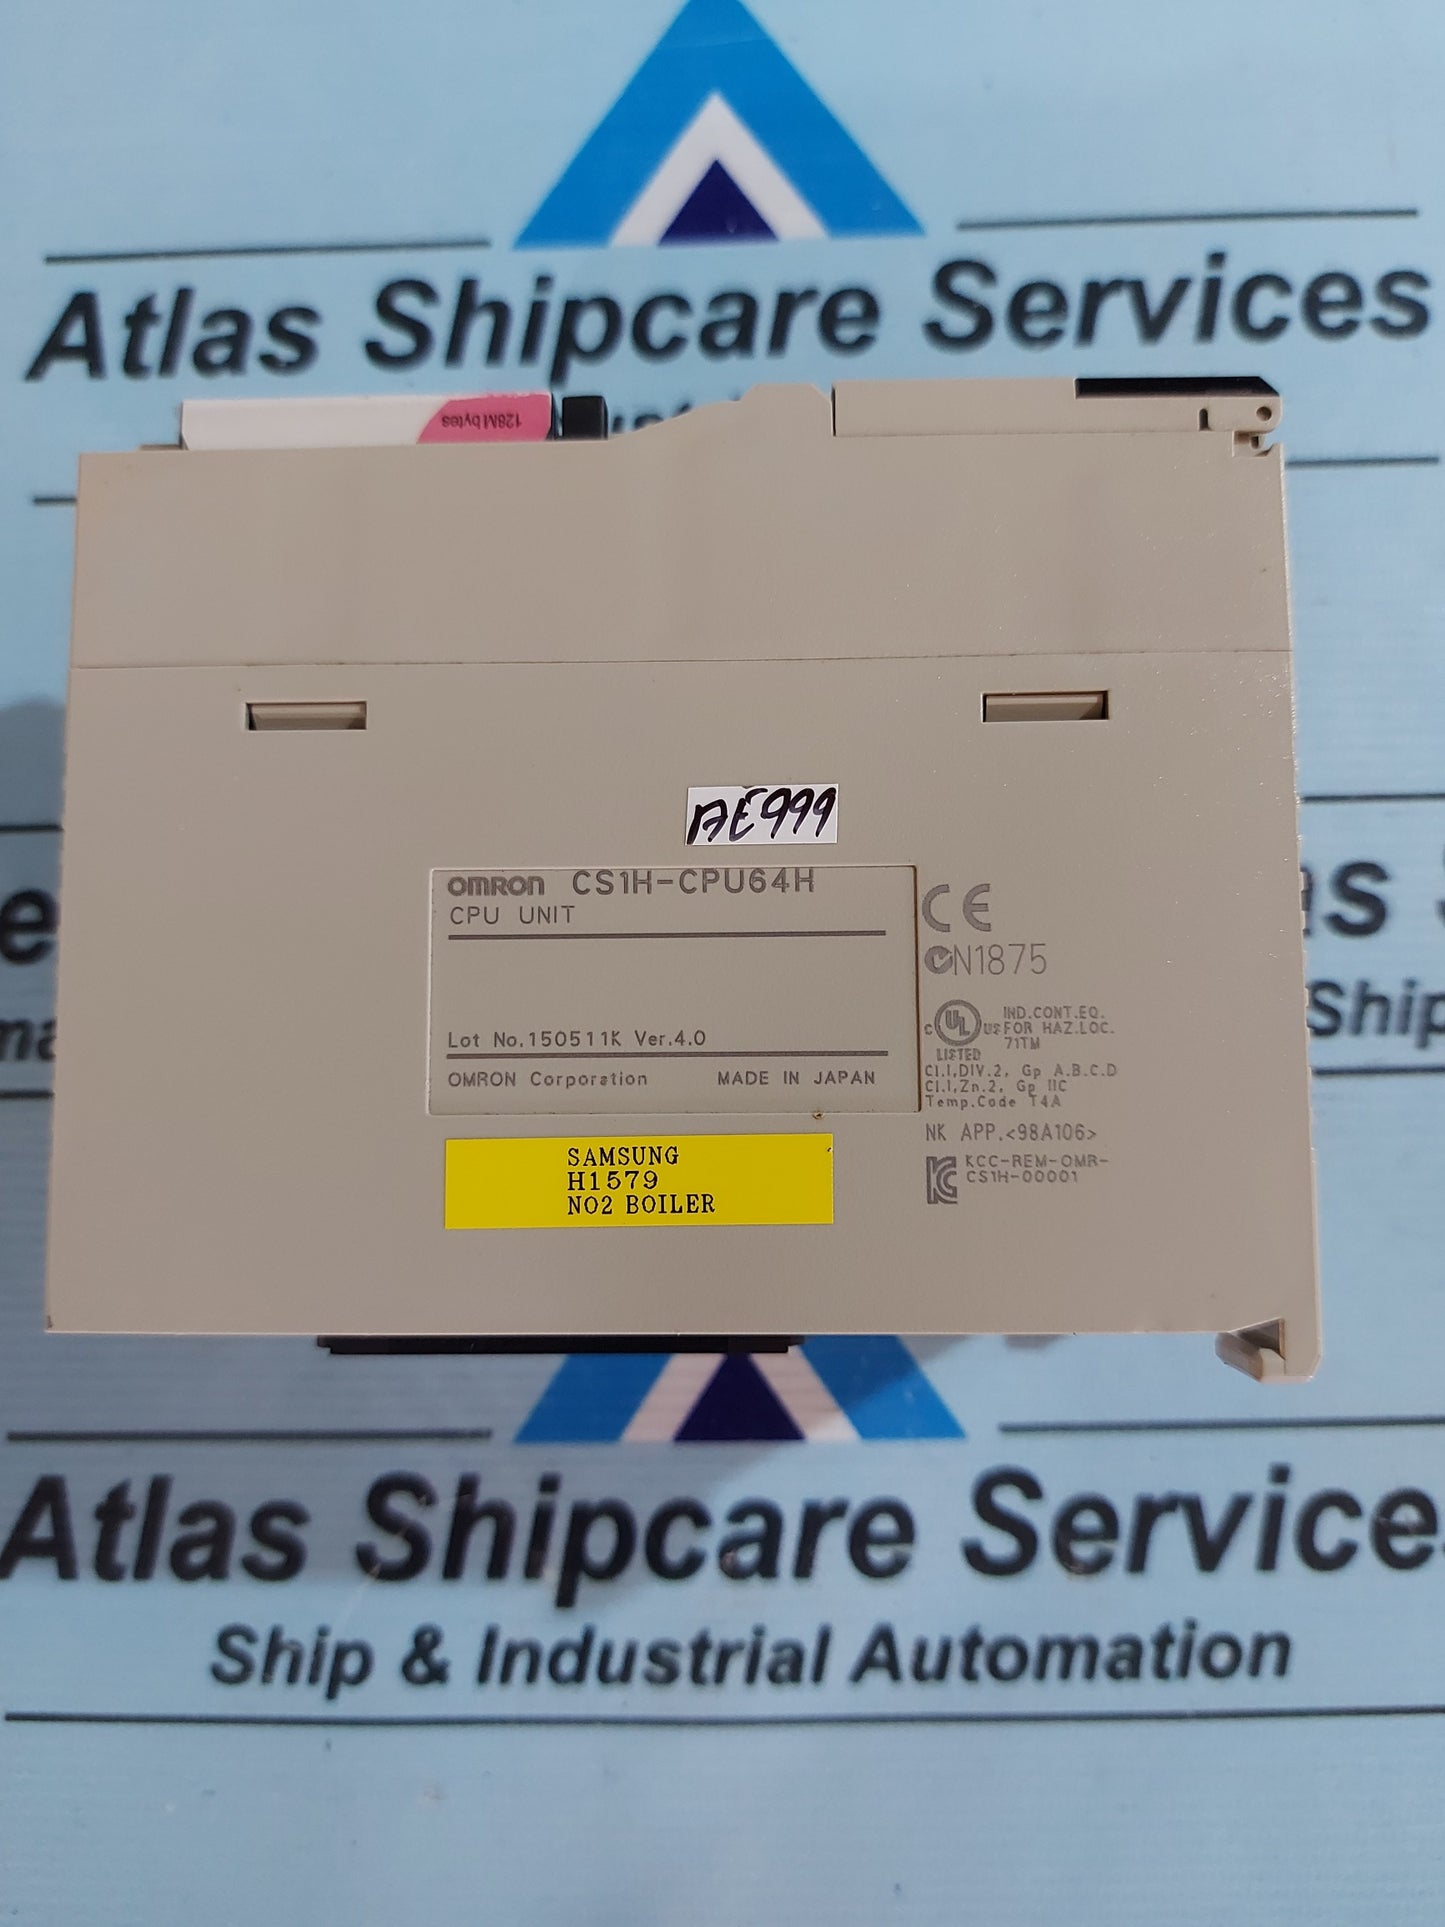 Atlas Shipcare Services
128M bytes
AE999
OMRON CS1H-CPU64H
CPU UNIT
Lot No.150511K Ver.4.0
OMRON Corporation MADE IN JAPAN
CE
N1875
C UL US IND.CONT.EQ.
FOR HAZ.LOC.
71TM
LISTED
Cl.I,DIV.2, Gp A.B.C.D
Cl.I,Zn.2, Gp IIC
Temp.Code T4A
NK APP.<98A106>
KCC-REM-OMR-
CS1H-00001
SAMSUNG
H1579
NO2 BOILER
Atlas Shipcare Services
Ship & Industrial Automation